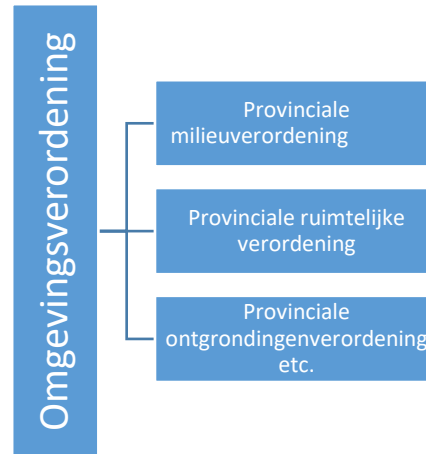 Omgevingsverordening
Provinciale
milieuverordening
Provinciale ruimtelijke
verordening
Provinciale
ontgrondingenverordening
etc.